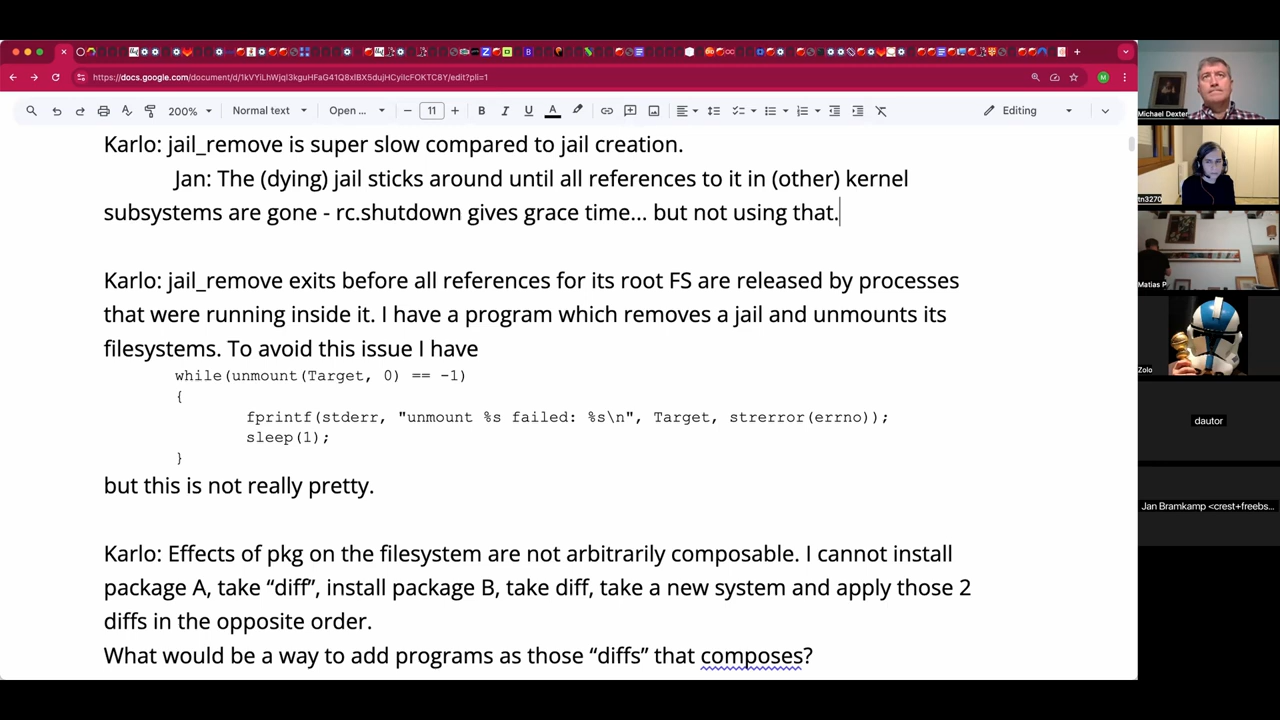 https://docs.google.com/document/d/1kVYiLhWjqI3kguHFaG41Q8xIBX5dujHCyiIcFOKTC8Y/edit?pli=1
M
200%
Normal text
Open ...
11
B
I
U
A
Editing
Karlo: jail_remove is super slow compared to jail creation.
Jan: The (dying) jail sticks around until all references to it in (other) kernel
subsystems are gone - rc.shutdown gives grace time... but not using that.
Karlo: jail_remove exits before all references for its root FS are released by processes
that were running inside it. I have a program which removes a jail and unmounts its
filesystems. To avoid this issue I have
while(unmount(Target, 0) == -1)
{
fprintf(stderr, "unmount %s failed: %s\n", Target, strerror(errno));
sleep(1);
}
but this is not really pretty.
Karlo: Effects of pkg on the filesystem are not arbitrarily composable. I cannot install
package A, take “diff”, install package B, take diff, take a new system and apply those 2
diffs in the opposite order.
What would be a way to add programs as those “diffs” that composes?
Michael Dexter
tn3270
Matias P
Zolo
dautor
Jan Bramkamp <crest+freebs...